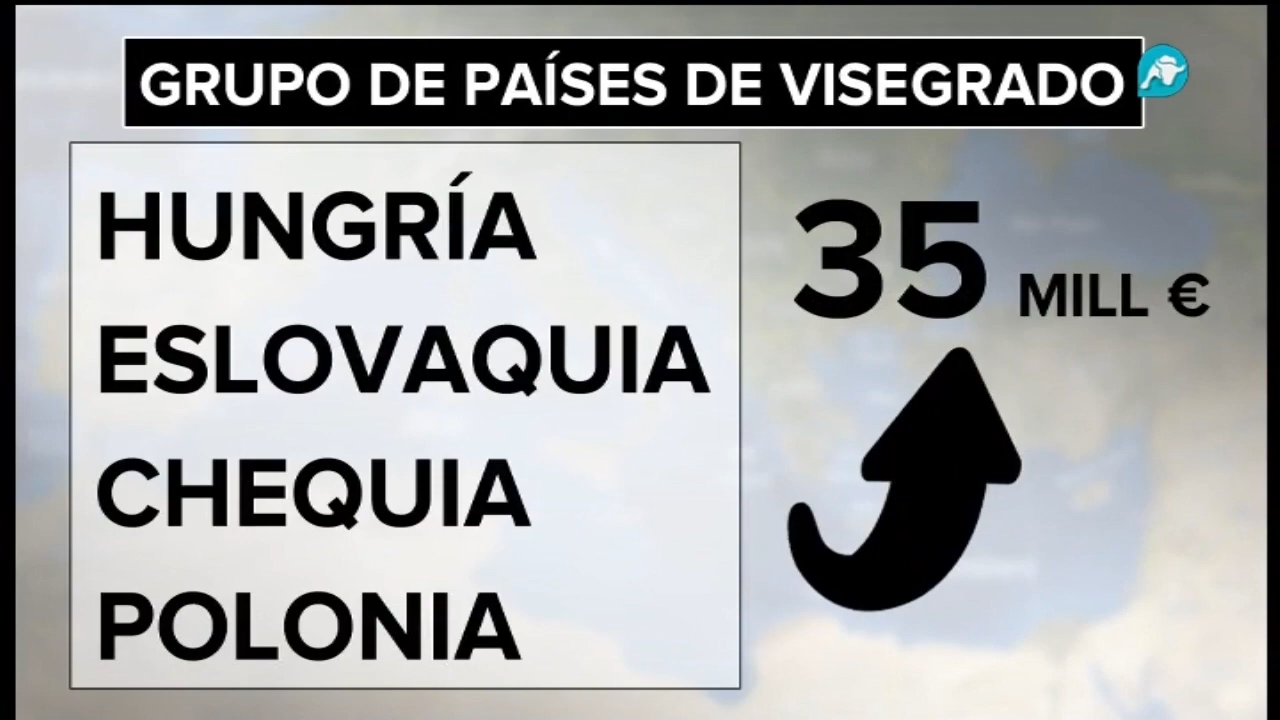 GRUPO DE PAÍSES DE VISEGRADO
HUNGRÍA
ESLOVAQUIA
CHEQUIA
POLONIA
35 MILL €